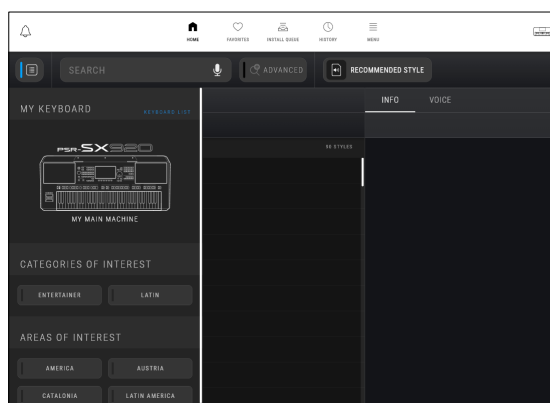 HOME
FAVORITES
INSTALL QUEUE
HISTORY
MENU
SEARCH
ADVANCED
RECOMMENDED STYLE
MY KEYBOARD
KEYBOARD LIST
INFO
VOICE
PSR-SX920
98 STYLES
MY MAIN MACHINE
CATEGORIES OF INTEREST
ENTERTAINER
LATIN
AREAS OF INTEREST
AMERICA
AUSTRIA
CATALONIA
LATIN AMERICA